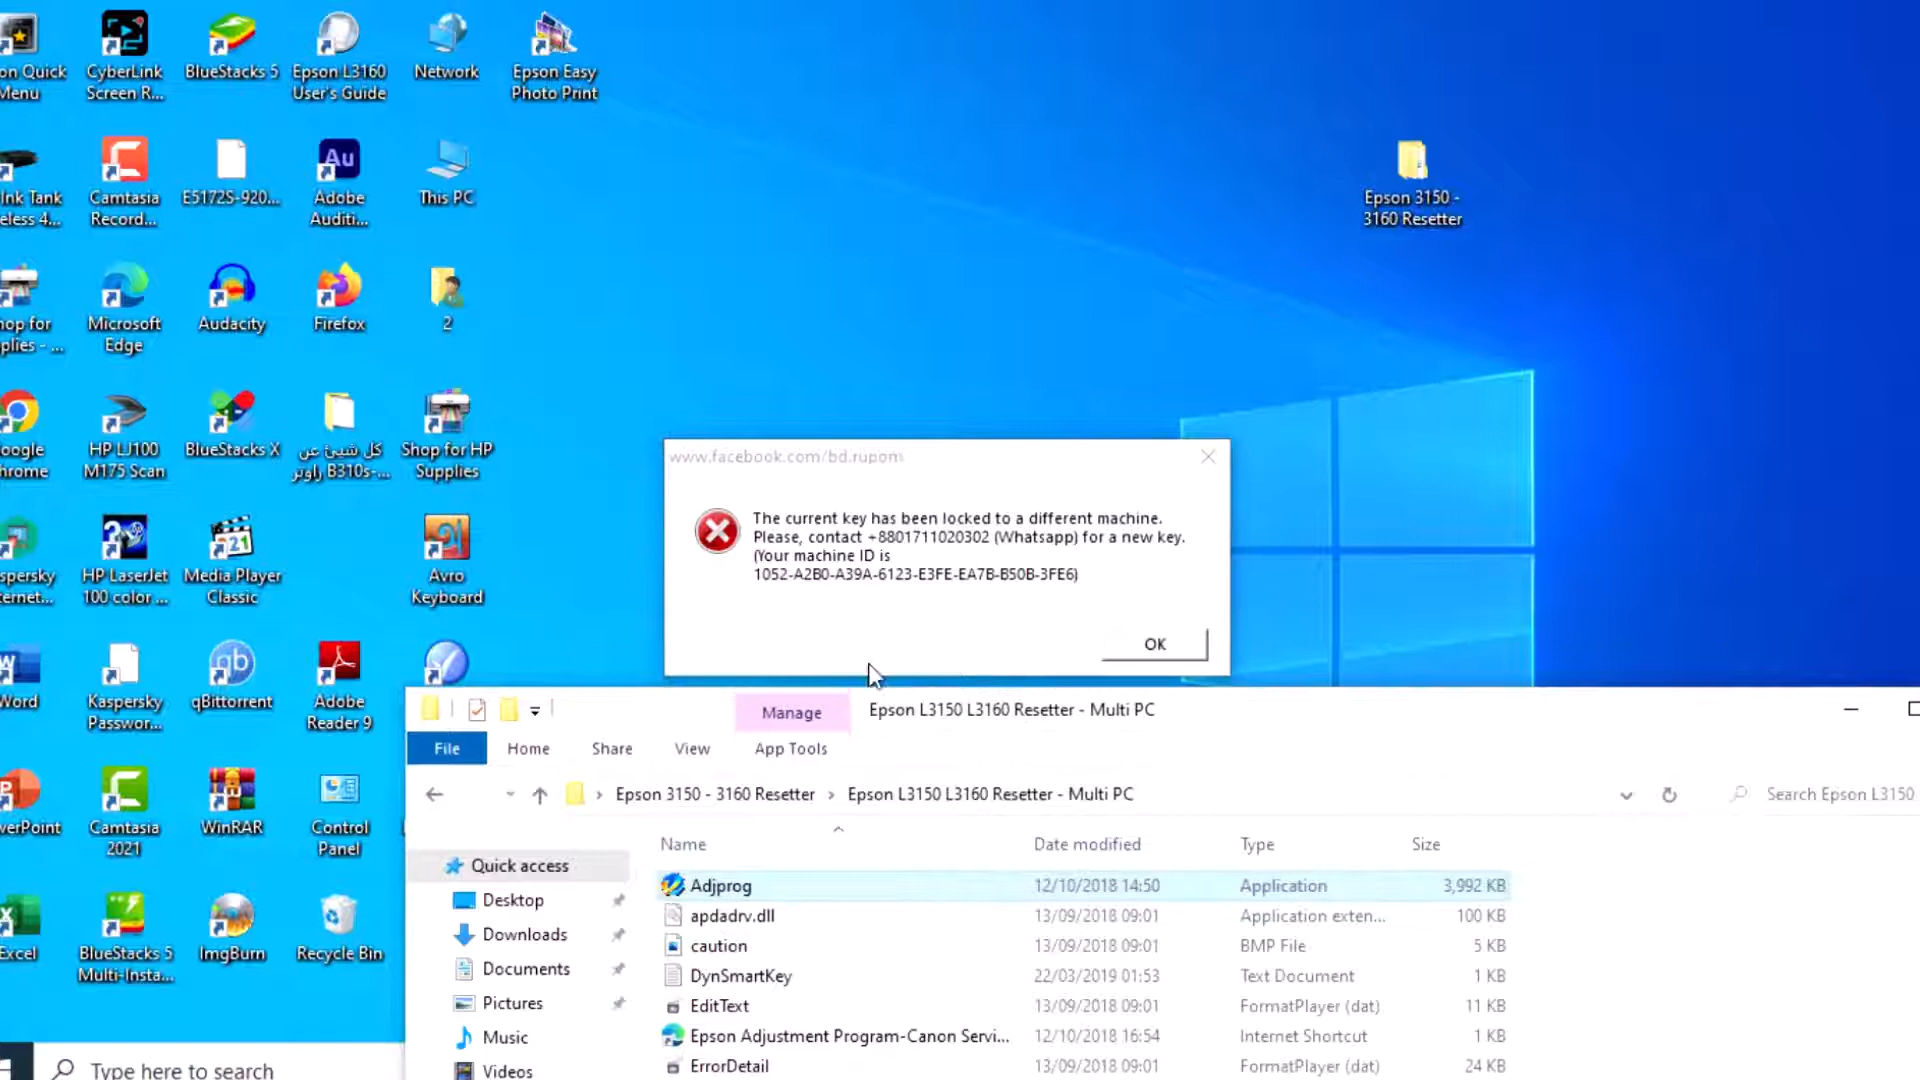 on Quick
Menu
CyberLink
Screen R...
BlueStacks 5
Epson L3160
User's Guide
Network
Epson Easy
Photo Print
Ink Tank
eless 4...
Camtasia
Record...
E5172S-920...
Adobe
Auditi...
This PC
Epson 3150 -
3160 Resetter
hop for
plies - ...
Microsoft
Edge
Audacity
Firefox
2
oogle
hrome
HP LJ100
M175 Scan
BlueStacks X
كل شيئ عن
راوتر B310s-...
Shop for HP
Supplies
www.facebook.com/bd.rupom
The current key has been locked to a different machine.
Please, contact +8801711020302 (Whatsapp) for a new key.
(Your machine ID is
1052-A2B0-A39A-6123-E3FE-EA7B-B50B-3FE6)
OK
spersky
ternet...
HP LaserJet
100 color ...
Media Player
Classic
Avro
Keyboard
Word
Kaspersky
Passwor...
qBittorrent
Adobe
Reader 9
werPoint
Camtasia
2021
WinRAR
Control
Panel
Excel
BlueStacks 5
Multi-Insta...
ImgBurn
Recycle Bin
Manage
Epson L3150 L3160 Resetter - Multi PC
File
Home
Share
View
App Tools
Epson 3150 - 3160 Resetter › Epson L3150 L3160 Resetter - Multi PC
Search Epson L3150
Name Date modified Type Size
Quick access
Desktop
Downloads
Documents
Pictures
Music
Videos
Adjprog 12/10/2018 14:50 Application 3,992 KB
apdadrv.dll 13/09/2018 09:01 Application exten... 100 KB
caution 13/09/2018 09:01 BMP File 5 KB
DynSmartKey 22/03/2019 01:53 Text Document 1 KB
EditText 13/09/2018 09:01 FormatPlayer (dat) 11 KB
Epson Adjustment Program-Canon Servi... 12/10/2018 16:54 Internet Shortcut 1 KB
ErrorDetail 13/09/2018 09:01 FormatPlayer (dat) 24 KB
Type here to search